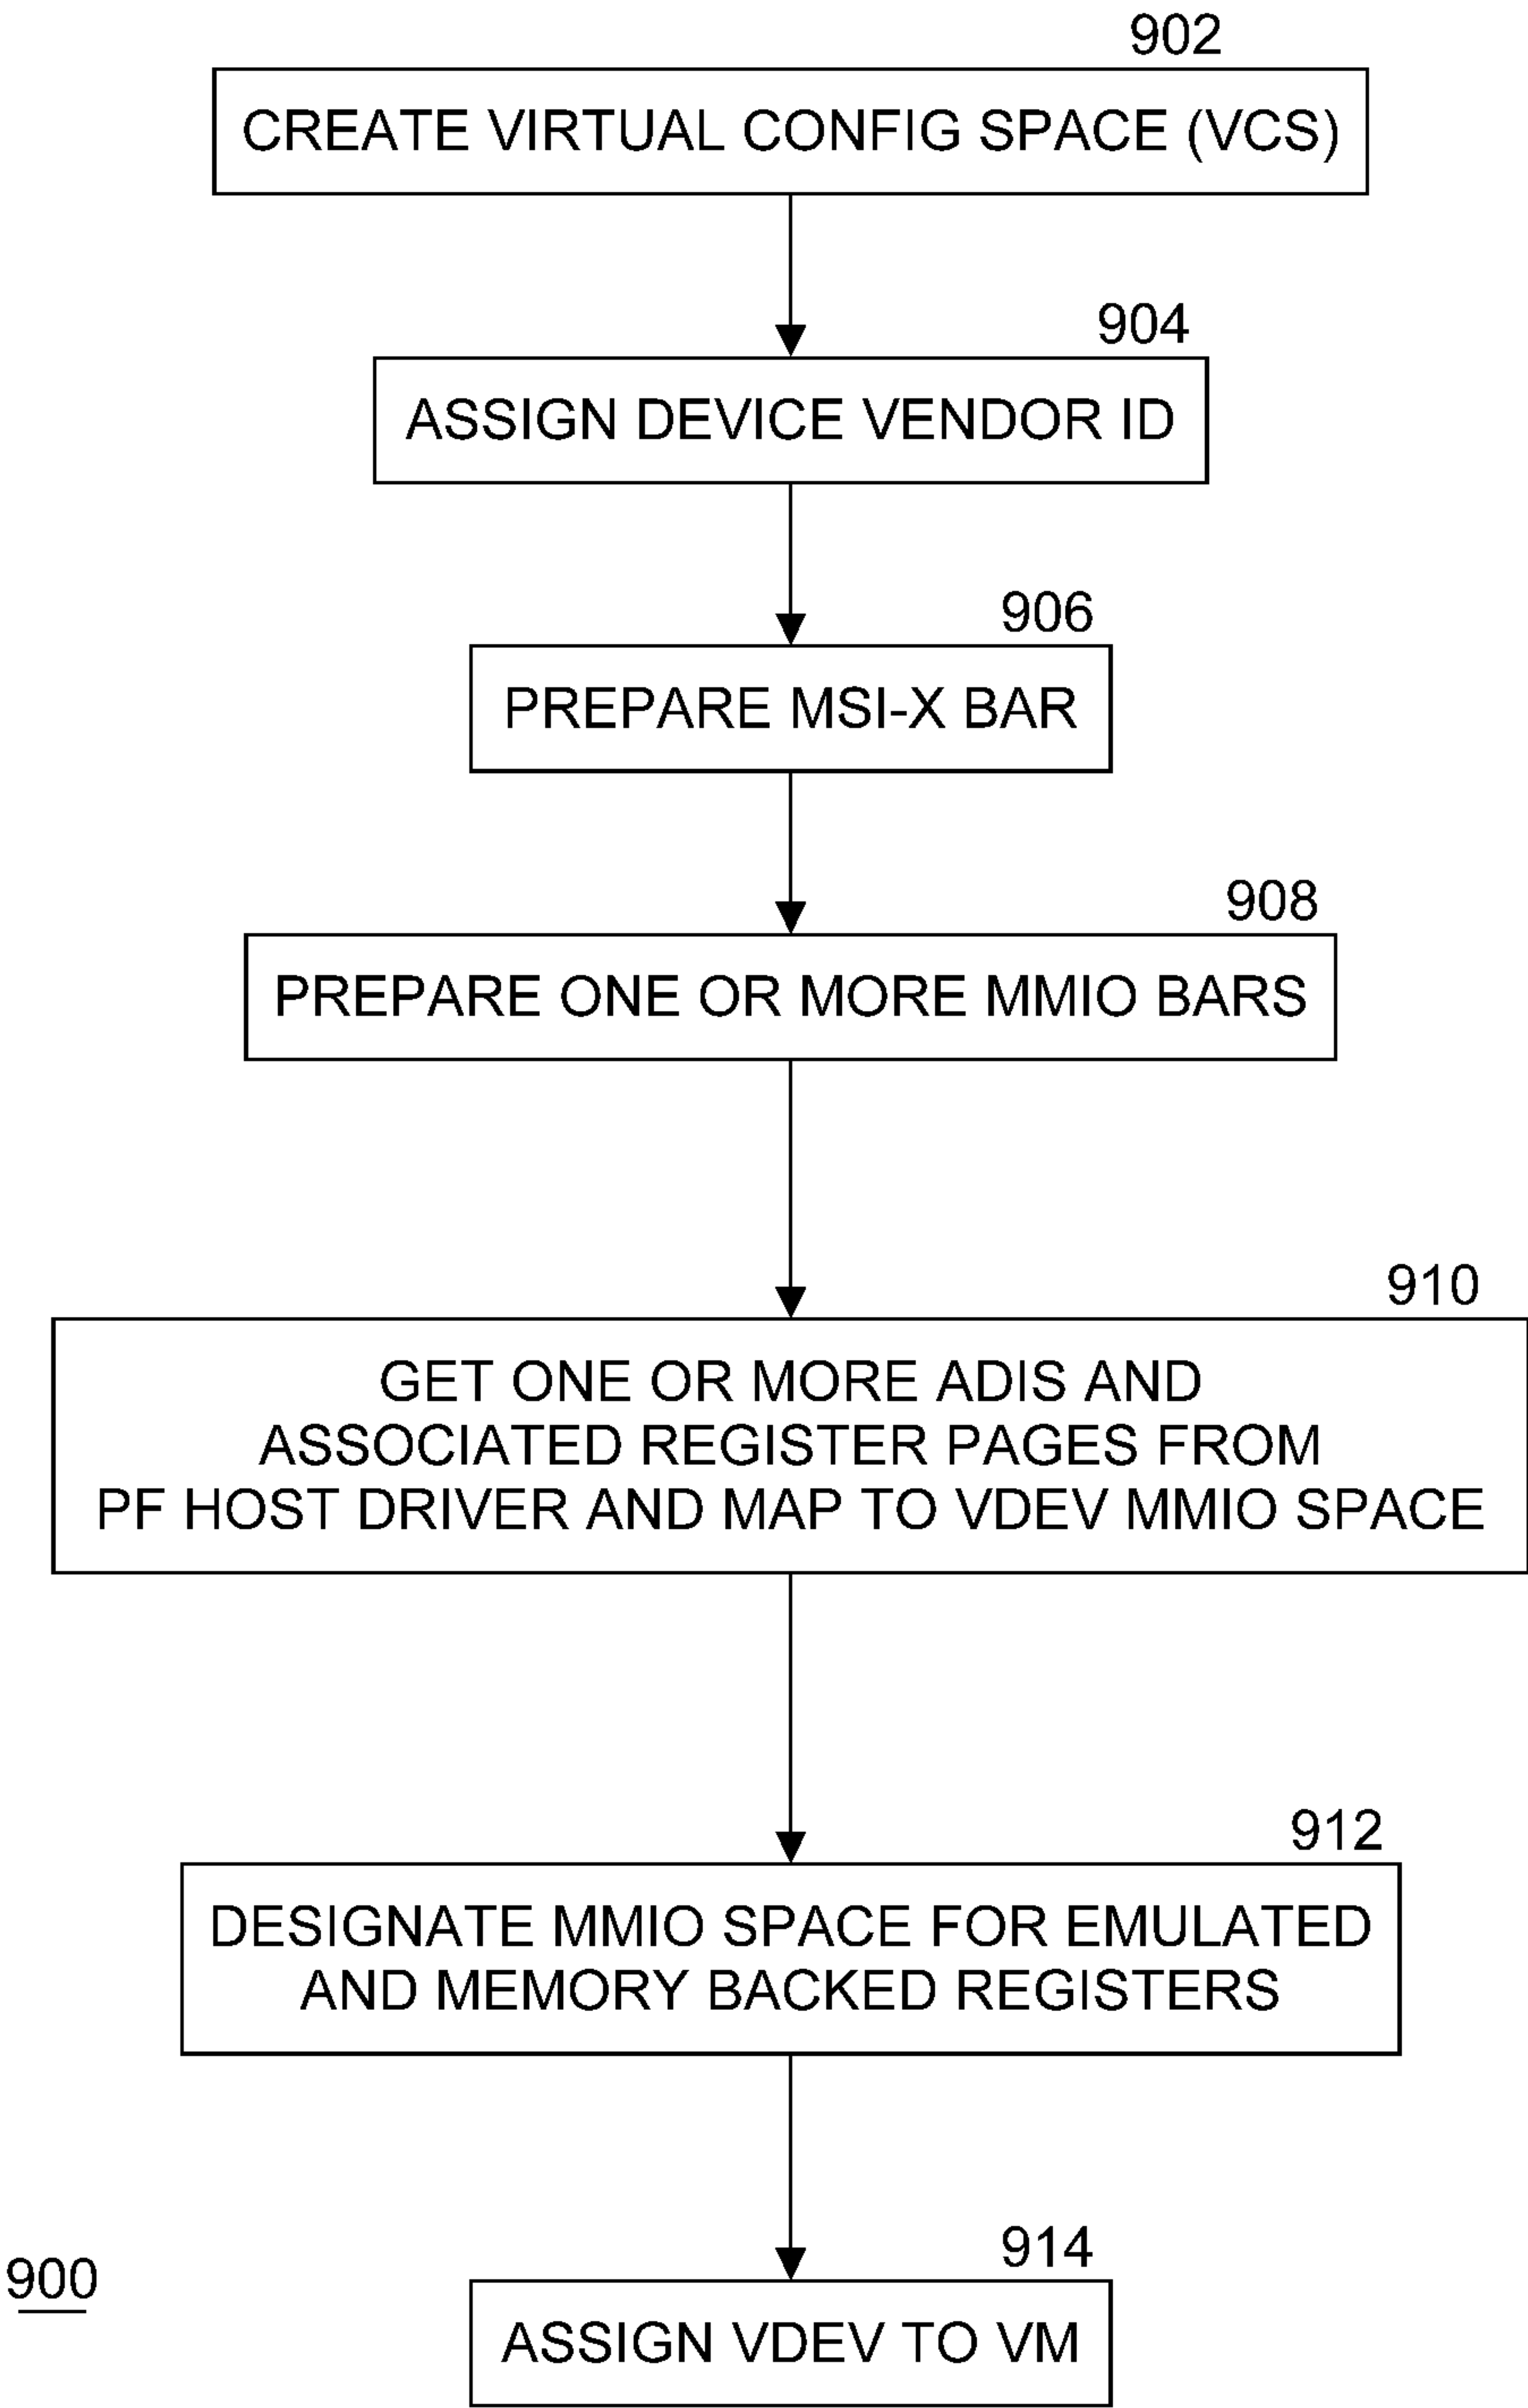 902
CREATE VIRTUAL CONFIG SPACE (VCS)
904
ASSIGN DEVICE VENDOR ID
906
PREPARE MSI-X BAR
908
PREPARE ONE OR MORE MMIO BARS
910
GET ONE OR MORE ADIS AND
ASSOCIATED REGISTER PAGES FROM
PF HOST DRIVER AND MAP TO VDEV MMIO SPACE
912
DESIGNATE MMIO SPACE FOR EMULATED
AND MEMORY BACKED REGISTERS
914
900
ASSIGN VDEV TO VM